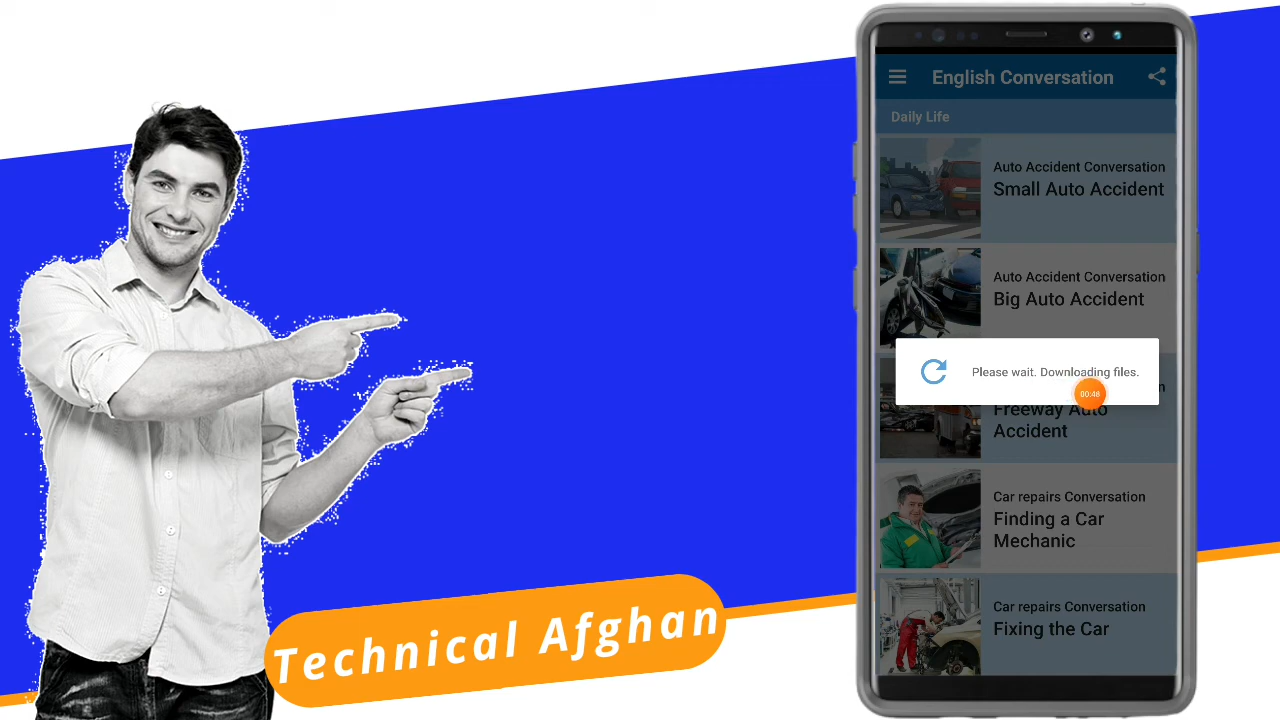 English Conversation
Daily Life
Auto Accident Conversation
Small Auto Accident
Auto Accident Conversation
Big Auto Accident
Please wait. Downloading files.
00:46
Freeway Auto
Accident
Car repairs Conversation
Finding a Car
Mechanic
Car repairs Conversation
Fixing the Car
Technical Afghan